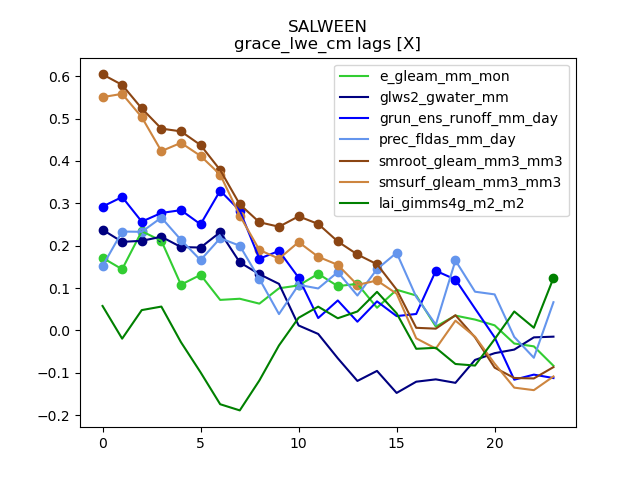 SALWEEN
grace_lwe_cm lags [X]
e_gleam_mm_mon
glws2_gwater_mm
grun_ens_runoff_mm_day
prec_fldas_mm_day
smroot_gleam_mm3_mm3
smsurf_gleam_mm3_mm3
lai_gimms4g_m2_m2
0.6
0.5
0.4
0.3
0.2
0.1
0.0
−0.1
−0.2
0
5
10
15
20